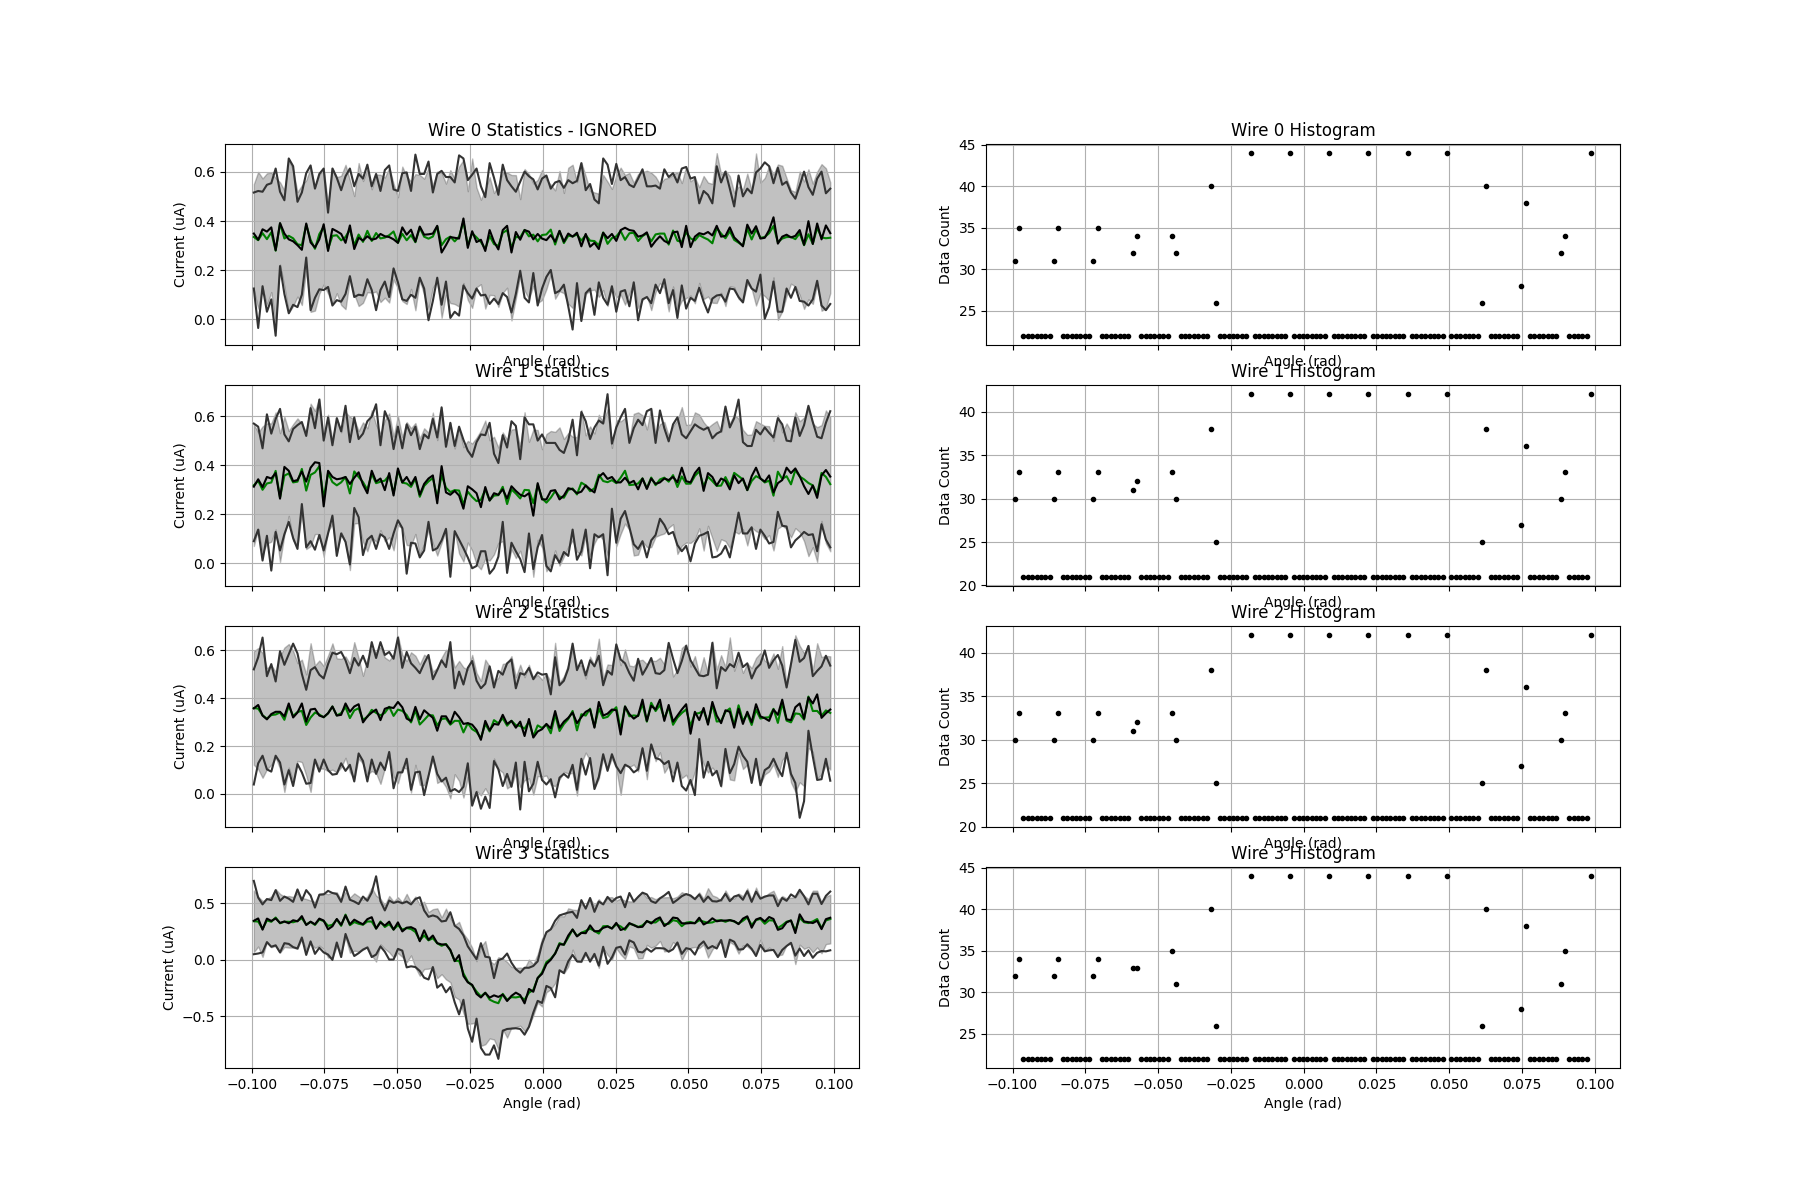 Wire 0 Statistics - IGNORED
Current (uA)
0.6
0.4
0.2
0.0
Angle (rad)
Wire 0 Histogram
Data Count
45
40
35
30
25
Angle (rad)
Wire 1 Statistics
Current (uA)
0.6
0.4
0.2
0.0
Angle (rad)
Wire 1 Histogram
Data Count
40
35
30
25
20
Angle (rad)
Wire 2 Statistics
Current (uA)
0.6
0.4
0.2
0.0
Angle (rad)
Wire 2 Histogram
Data Count
40
35
30
25
20
Angle (rad)
Wire 3 Statistics
Current (uA)
0.5
0.0
−0.5
−0.100 −0.075 −0.050 −0.025 0.000 0.025 0.050 0.075 0.100
Angle (rad)
Wire 3 Histogram
Data Count
45
40
35
30
25
−0.100 −0.075 −0.050 −0.025 0.000 0.025 0.050 0.075 0.100
Angle (rad)